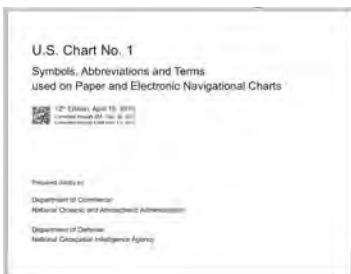 U.S. Chart No. 1
Symbols, Abbreviations and Terms
used on Paper and Electronic Navigational Charts
12th Edition, April 15, 2013
Prepared Jointly by
Department of Commerce
National Oceanic and Atmospheric Administration
Department of Defense
National Geospatial-Intelligence Agency